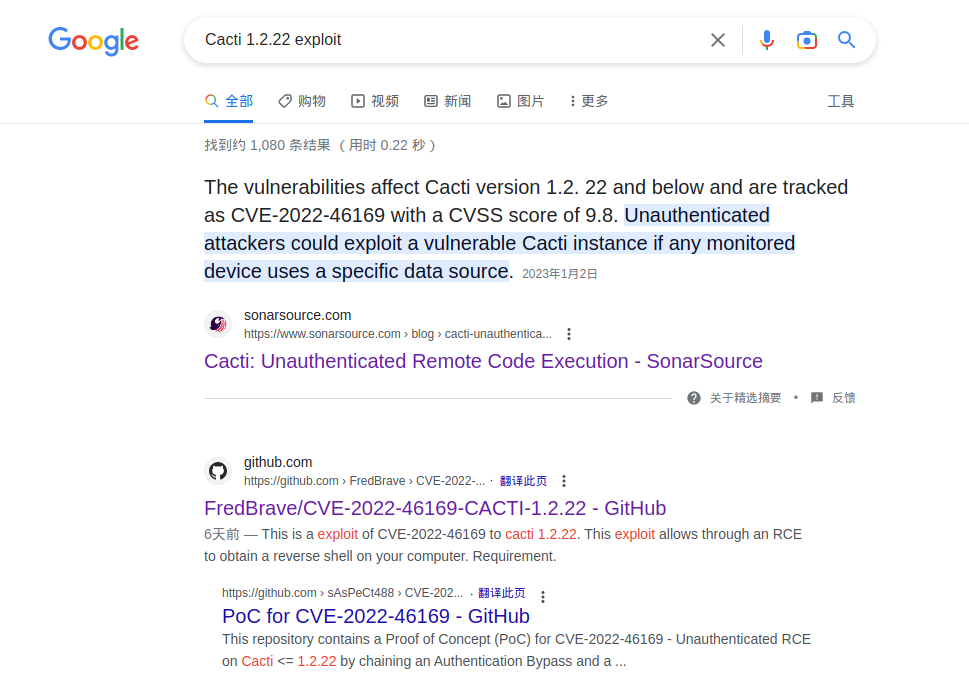 Google
Cacti 1.2.22 exploit
全部 购物 视频 新闻 图片 更多 工具
找到约 1,080 条结果 （用时 0.22 秒）
The vulnerabilities affect Cacti version 1.2. 22 and below and are tracked
as CVE-2022-46169 with a CVSS score of 9.8. Unauthenticated
attackers could exploit a vulnerable Cacti instance if any monitored
device uses a specific data source. 2023年1月2日
sonarsource.com
https://www.sonarsource.com › blog › cacti-unauthentica...
Cacti: Unauthenticated Remote Code Execution - SonarSource
关于精选摘要 • 反馈
github.com
https://github.com › FredBrave › CVE-2022-... · 翻译此页
FredBrave/CVE-2022-46169-CACTI-1.2.22 - GitHub
6天前 — This is a exploit of CVE-2022-46169 to cacti 1.2.22. This exploit allows through an RCE
to obtain a reverse shell on your computer. Requirement.
https://github.com › sAsPeCt488 › CVE-202... · 翻译此页
PoC for CVE-2022-46169 - GitHub
This repository contains a Proof of Concept (PoC) for CVE-2022-46169 - Unauthenticated RCE
on Cacti <= 1.2.22 by chaining an Authentication Bypass and a ...